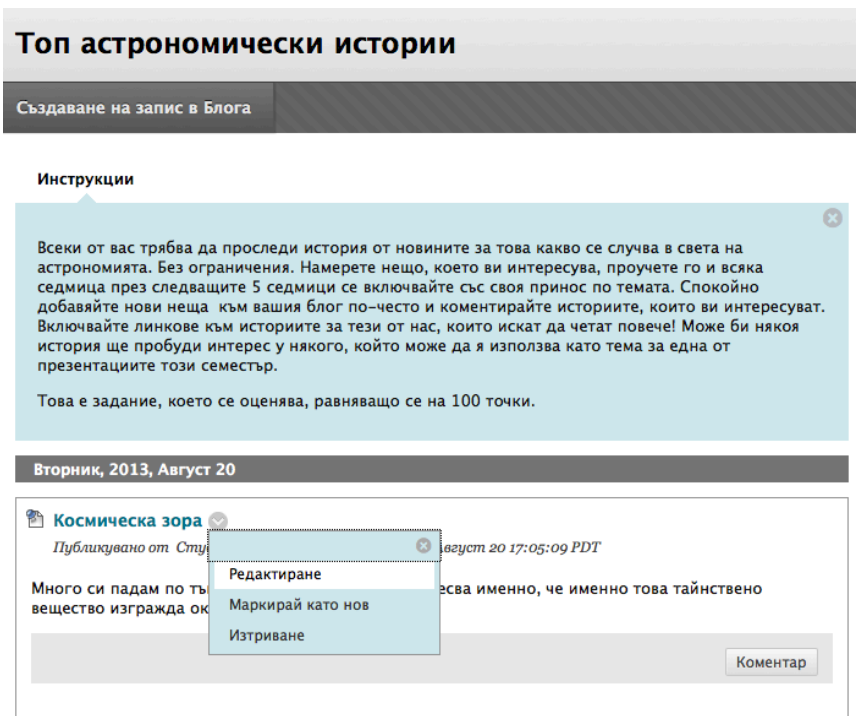 Топ астрономически истории
Създаване на запис в Блога
Инструкции
Всеки от вас трябва да проследи история от новините за това какво се случва в света на
астрономията. Без ограничения. Намерете нещо, което ви интересува, проучете го и всяка
седмица през следващите 5 седмици се включвайте със своя принос по темата. Спокойно
добавяйте нови неща към вашия блог по-често и коментирайте историите, които ви интересуват.
Включвайте линкове към историите за тези от нас, които искат да четат повече! Може би някоя
история ще пробуди интерес у някого, който може да я използва като тема за една от
презентациите този семестър.
Това е задание, което се оценява, равняващо се на 100 точки.
Вторник, 2013, Август 20
Космическа зора
Публикувано от август 20 17:05:09 PDT
Редактиране
Много си падам по именно, че именно това тайнствено
Маркирай като нов
вещество изгражда
Изтриване
Коментар